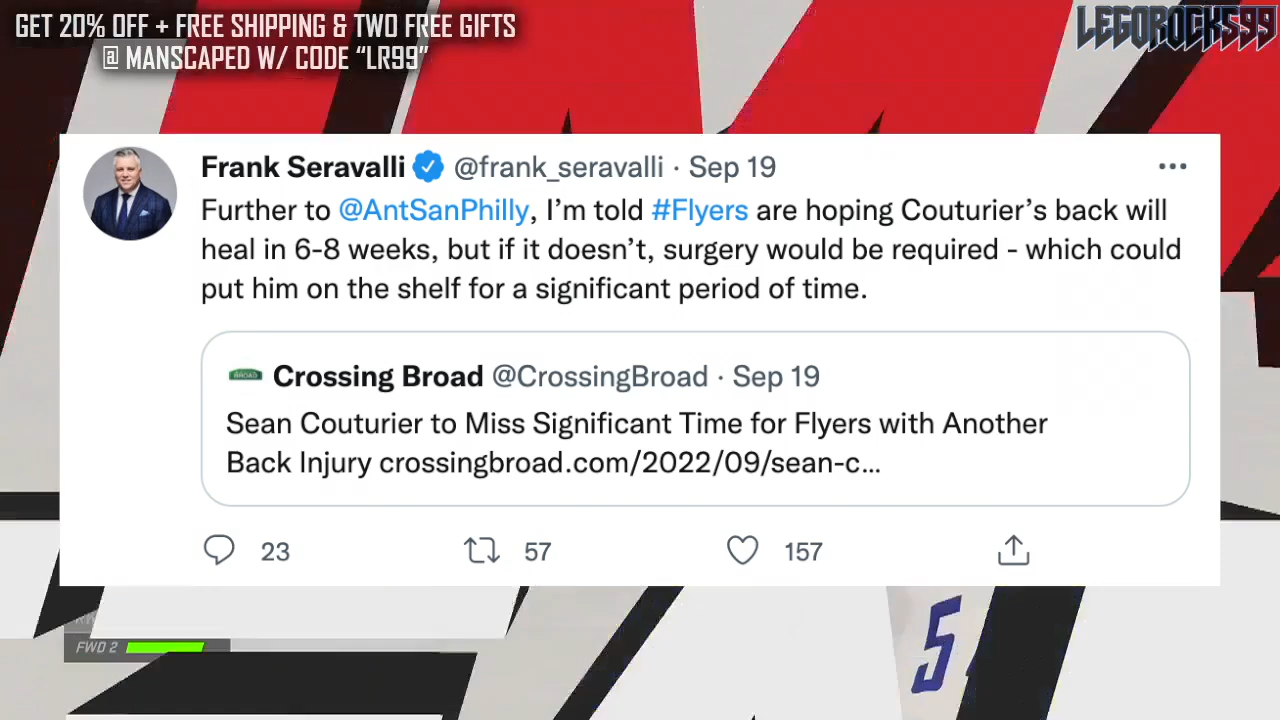 GET 20% OFF + FREE SHIPPING & TWO FREE GIFTS
@ MANSCAPED W/ CODE “LR99”
LEGOROCKS99
Frank Seravalli @frank_seravalli · Sep 19
Further to @AntSanPhilly, I’m told #Flyers are hoping Couturier’s back will
heal in 6-8 weeks, but if it doesn’t, surgery would be required - which could
put him on the shelf for a significant period of time.
BROAD
Crossing Broad @CrossingBroad · Sep 19
Sean Couturier to Miss Significant Time for Flyers with Another
Back Injury crossingbroad.com/2022/09/sean-c...
23 57 157
FWD 2
5